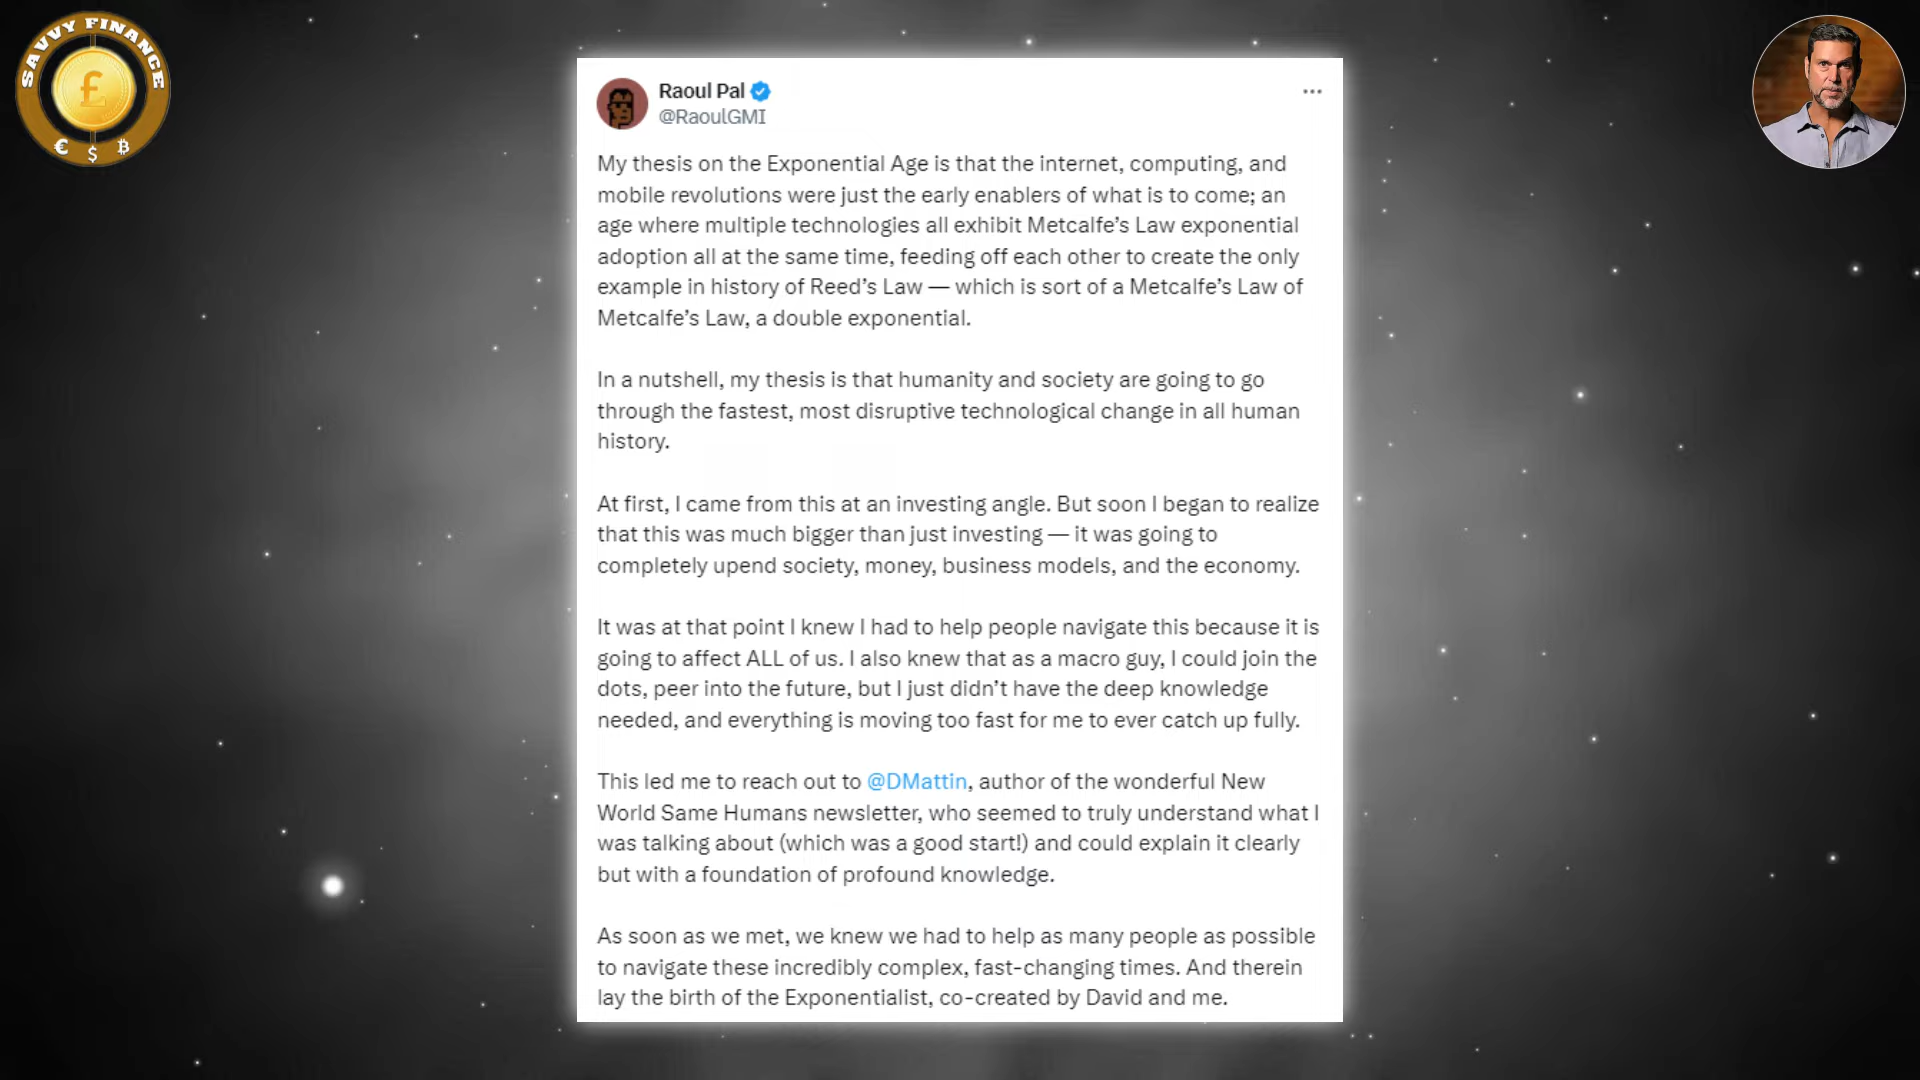 SAVVY FINANCE
£
€ $ ₿
Raoul Pal
@RaoulGMI
My thesis on the Exponential Age is that the internet, computing, and
mobile revolutions were just the early enablers of what is to come; an
age where multiple technologies all exhibit Metcalfe’s Law exponential
adoption all at the same time, feeding off each other to create the only
example in history of Reed’s Law — which is sort of a Metcalfe’s Law of
Metcalfe’s Law, a double exponential.
In a nutshell, my thesis is that humanity and society are going to go
through the fastest, most disruptive technological change in all human
history.
At first, I came from this at an investing angle. But soon I began to realize
that this was much bigger than just investing — it was going to
completely upend society, money, business models, and the economy.
It was at that point I knew I had to help people navigate this because it is
going to affect ALL of us. I also knew that as a macro guy, I could join the
dots, peer into the future, but I just didn’t have the deep knowledge
needed, and everything is moving too fast for me to ever catch up fully.
This led me to reach out to @DMattin, author of the wonderful New
World Same Humans newsletter, who seemed to truly understand what I
was talking about (which was a good start!) and could explain it clearly
but with a foundation of profound knowledge.
As soon as we met, we knew we had to help as many people as possible
to navigate these incredibly complex, fast-changing times. And therein
lay the birth of the Exponentialist, co-created by David and me.